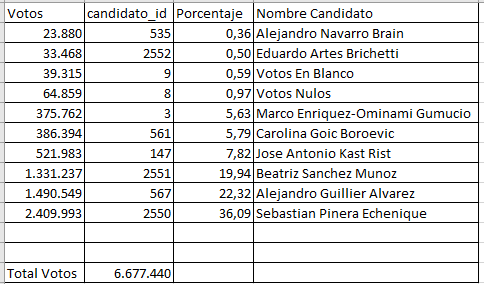 Votos candidato_id Porcentaje Nombre Candidato
23.880 535 0,36 Alejandro Navarro Brain
33.468 2552 0,50 Eduardo Artes Brichetti
39.315 9 0,59 Votos En Blanco
64.859 8 0,97 Votos Nulos
375.762 3 5,63 Marco Enriquez-Ominami Gumucio
386.394 561 5,79 Carolina Goic Boroevic
521.983 147 7,82 Jose Antonio Kast Rist
1.331.237 2551 19,94 Beatriz Sanchez Munoz
1.490.549 567 22,32 Alejandro Guillier Alvarez
2.409.993 2550 36,09 Sebastian Pinera Echenique
Total Votos 6.677.440